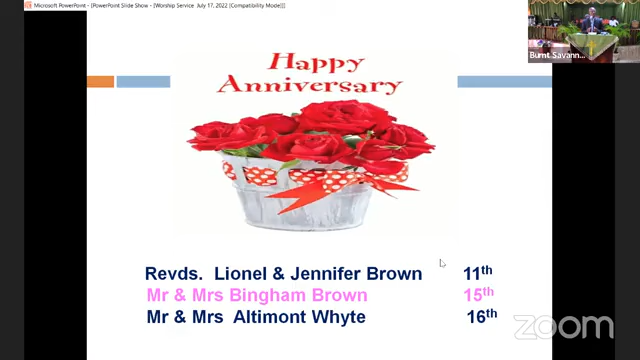 Microsoft PowerPoint - [PowerPoint Slide Show - [Worship Service July 17, 2022 [Compatibility Mode]]]
Burnt Savann...
Happy
Anniversary
Revds. Lionel & Jennifer Brown 11th
Mr & Mrs Bingham Brown 15th
Mr & Mrs Altimont Whyte 16th
zoom